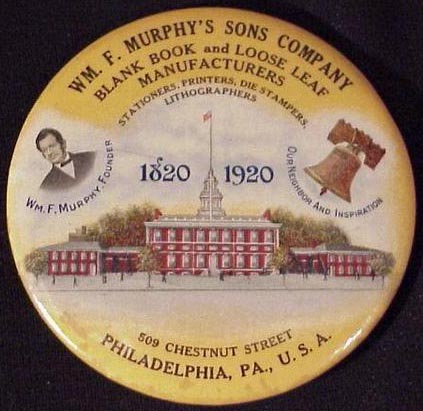 WM. F. MURPHY'S SONS COMPANY
BLANK BOOK and LOOSE LEAF
MANUFACTURERS
STATIONERS, PRINTERS, DIE STAMPERS,
LITHOGRAPHERS
1820 1920
WM. F. MURPHY, FOUNDER
OUR NEIGHBOR AND INSPIRATION
509 CHESTNUT STREET
PHILADELPHIA, PA., U.S.A.